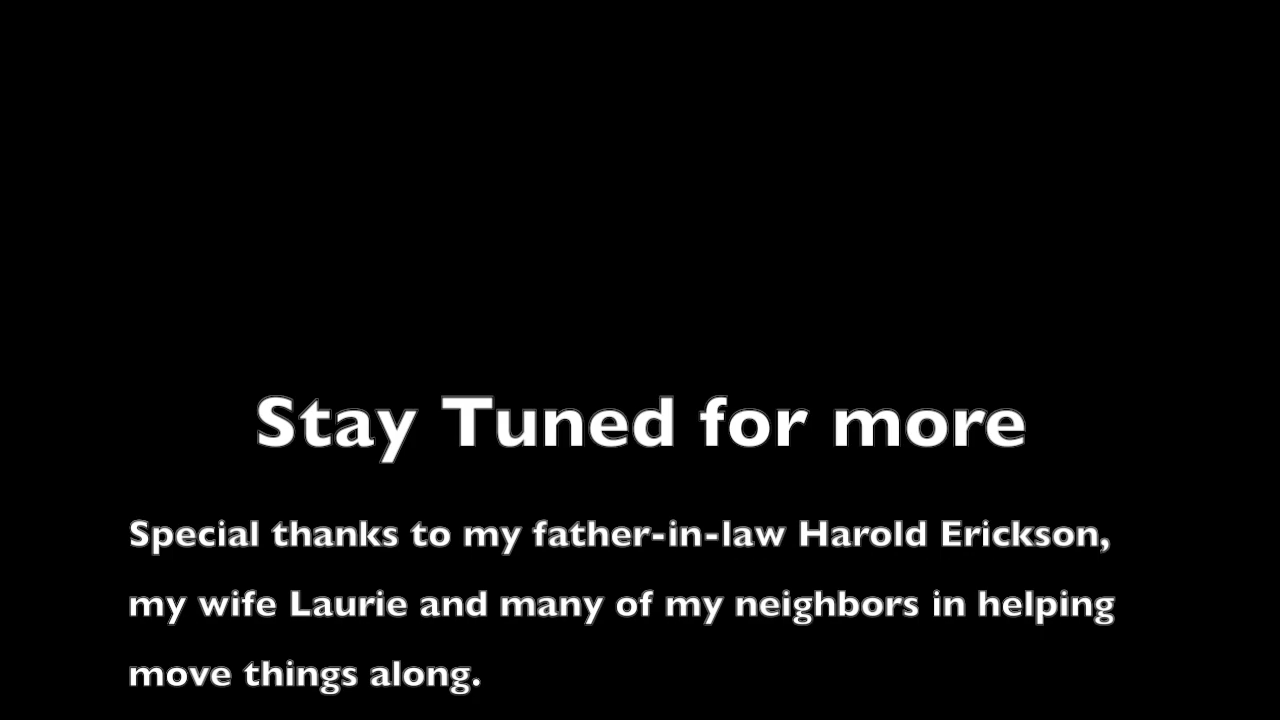 Stay Tuned for more
Special thanks to my father-in-law Harold Erickson,
my wife Laurie and many of my neighbors in helping
move things along.